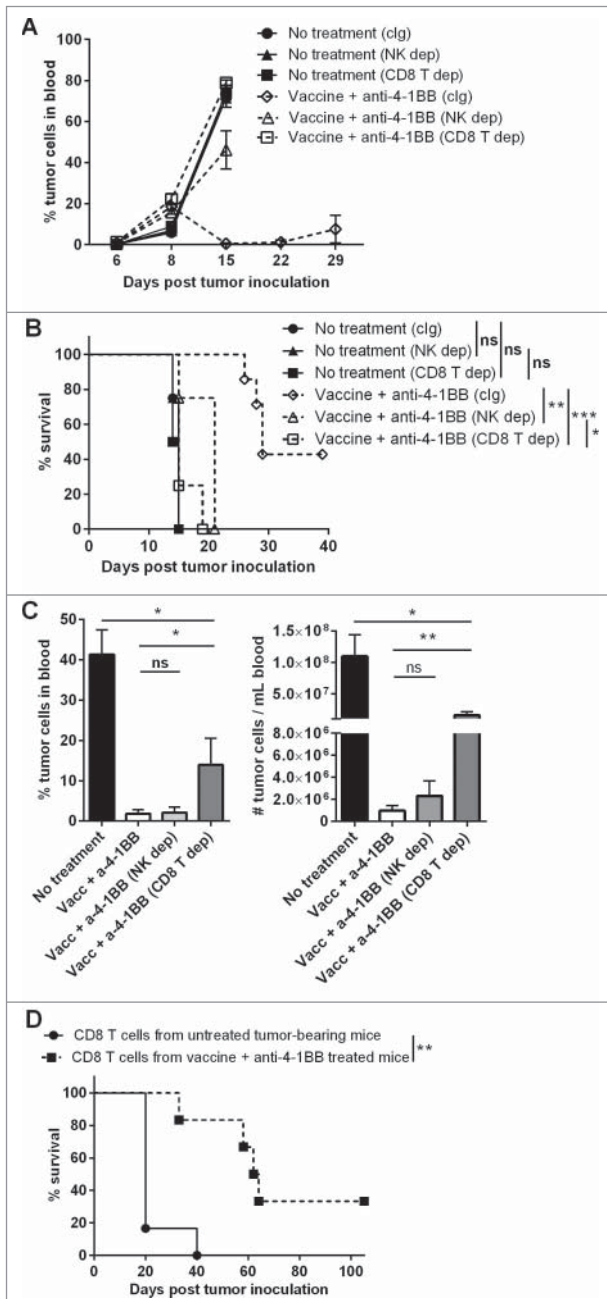 A
% tumor cells in blood
100
80
60
40
20
0
6 8 15 22 29
Days post tumor inoculation
No treatment (cIg)
No treatment (NK dep)
No treatment (CD8 T dep)
Vaccine + anti-4-1BB (cIg)
Vaccine + anti-4-1BB (NK dep)
Vaccine + anti-4-1BB (CD8 T dep)
B
% survival
100
80
60
40
20
0
0 10 20 30 40
Days post tumor inoculation
No treatment (cIg)
No treatment (NK dep)
No treatment (CD8 T dep)
Vaccine + anti-4-1BB (cIg)
Vaccine + anti-4-1BB (NK dep)
Vaccine + anti-4-1BB (CD8 T dep)
ns
ns
ns
**
***
*
C
% tumor cells in blood
50
40
30
20
10
0
*
*
ns
No treatment
Vacc + a-4-1BB
Vacc + a-4-1BB (NK dep)
Vacc + a-4-1BB (CD8 T dep)
# tumor cells / mL blood
1.5×10⁸
1.0×10⁸
5.0×10⁷
8.0×10⁶
6.0×10⁶
4.0×10⁶
2.0×10⁶
*
**
ns
No treatment
Vacc + a-4-1BB
Vacc + a-4-1BB (NK dep)
Vacc + a-4-1BB (CD8 T dep)
D
CD8 T cells from untreated tumor-bearing mice
CD8 T cells from vaccine + anti-4-1BB treated mice
**
% survival
100
80
60
40
20
0
0 20 40 60 80 100
Days post tumor inoculation